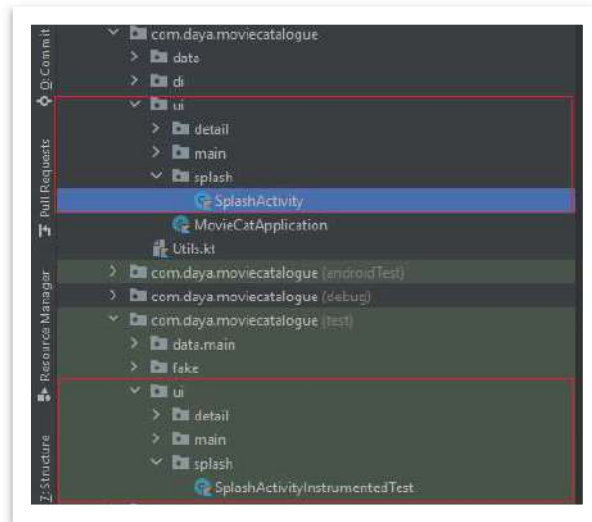 com.daya.moviecatalogue
data
di
ui
detail
main
splash
SplashActivity
MovieCatApplication
Utils.kt
com.daya.moviecatalogue (androidTest)
com.daya.moviecatalogue (debug)
com.daya.moviecatalogue (test)
data.main
fake
ui
detail
main
splash
SplashActivityInstrumentedTest
0: Commit
Pull Requests
Resource Manager
7: Structure